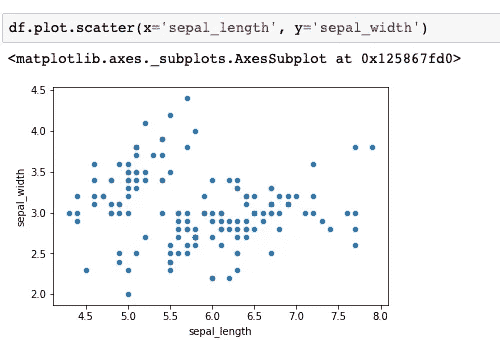 df.plot.scatter(x='sepal_length', y='sepal_width')
<matplotlib.axes._subplots.AxesSubplot at 0x125867fd0>
4.5
4.0
3.5
3.0
2.5
2.0
sepal_width
4.5 5.0 5.5 6.0 6.5 7.0 7.5 8.0
sepal_length